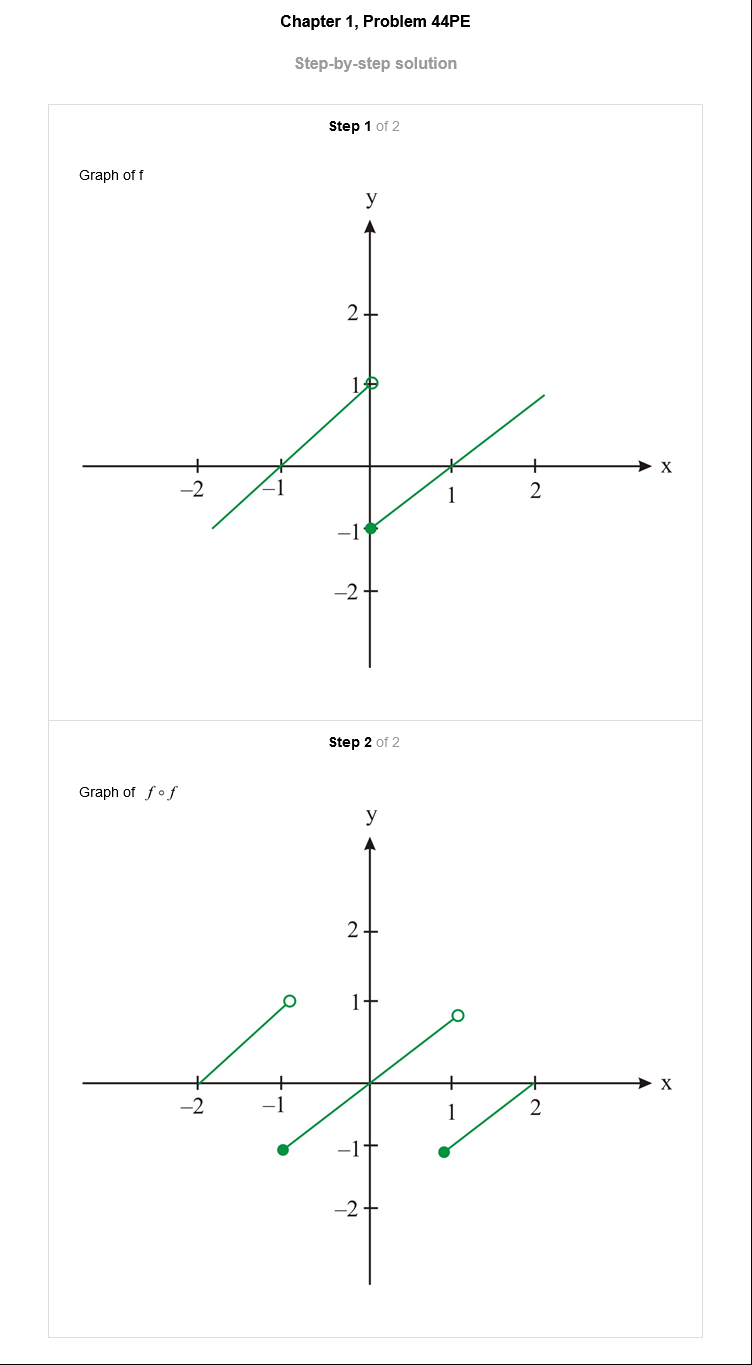 Chapter 1, Problem 44PE
Step-by-step solution
Step 1 of 2
Graph of f
y
2
1
x
–2
–1
1
2
–1
–2
Step 2 of 2
Graph of f ∘ f
y
2
1
x
–2
–1
1
2
–1
–2